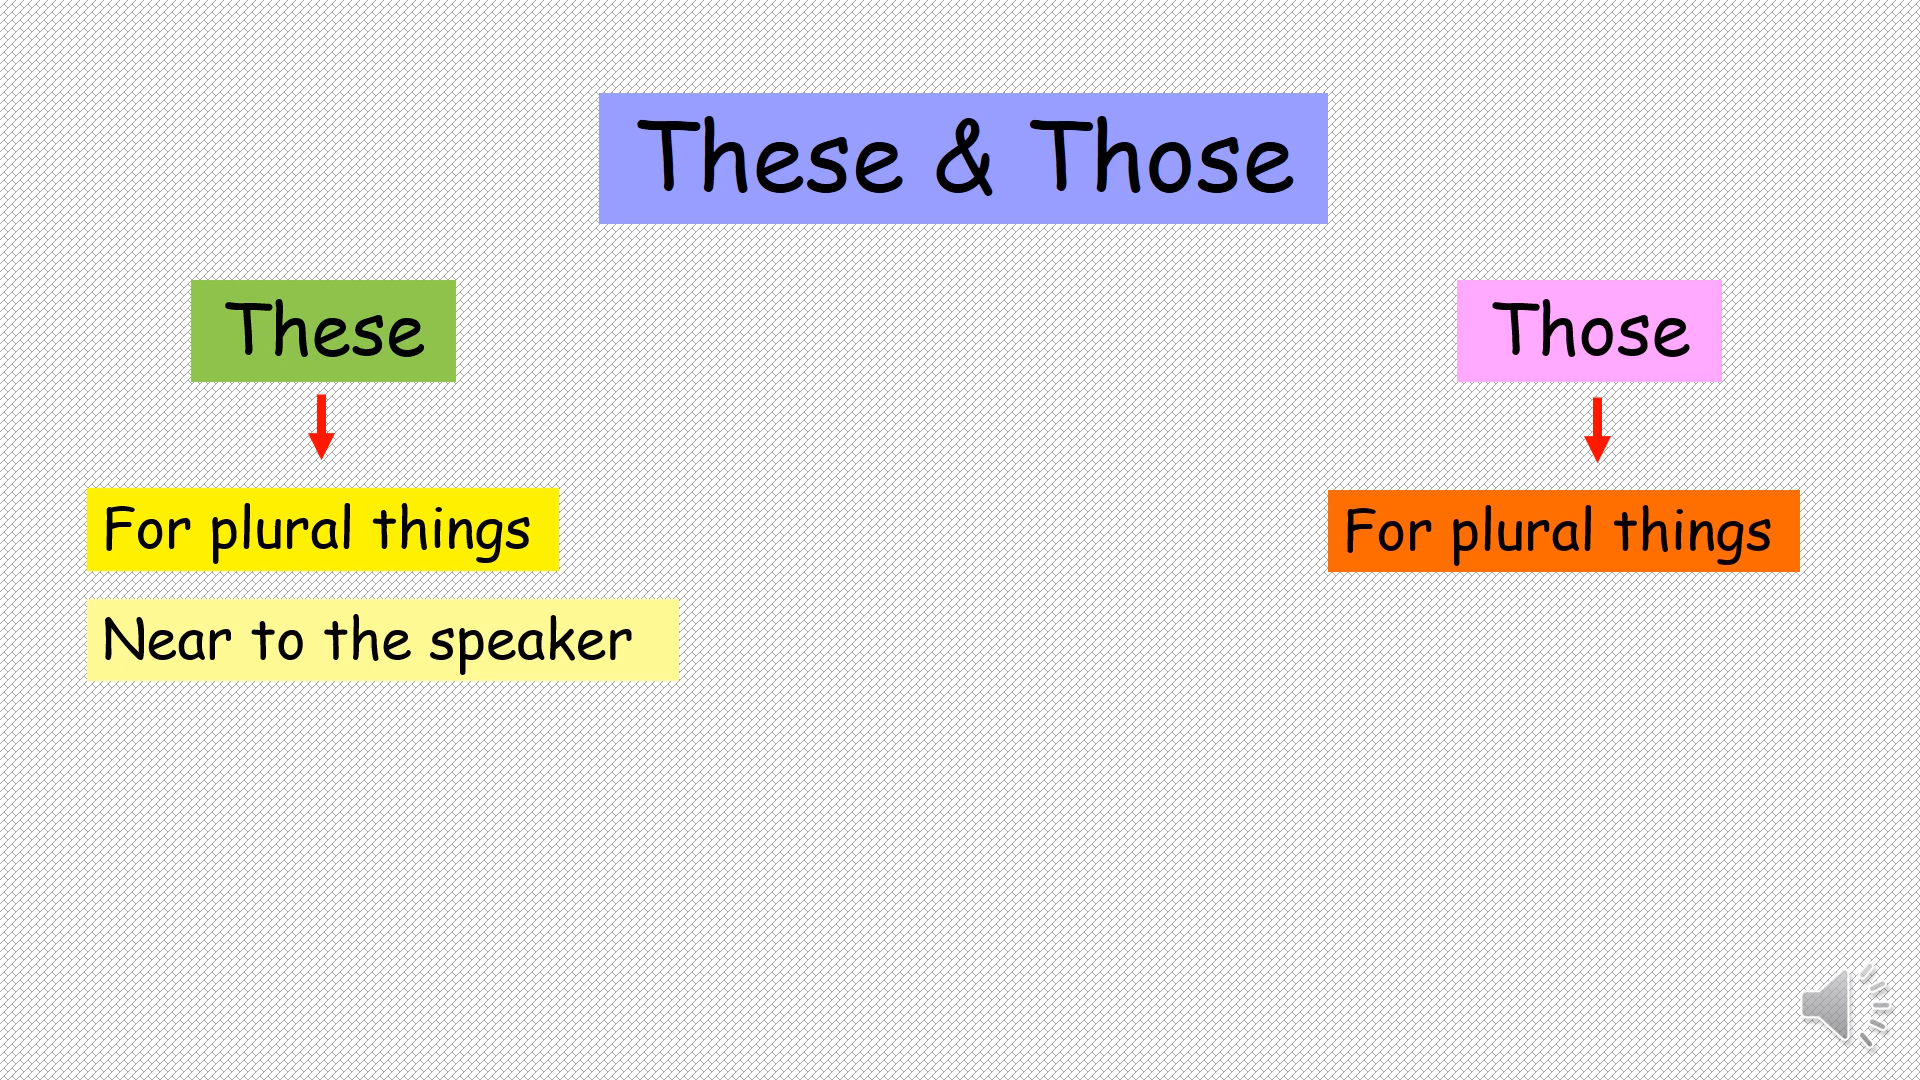 These & Those
These
Those
For plural things
For plural things
Near to the speaker